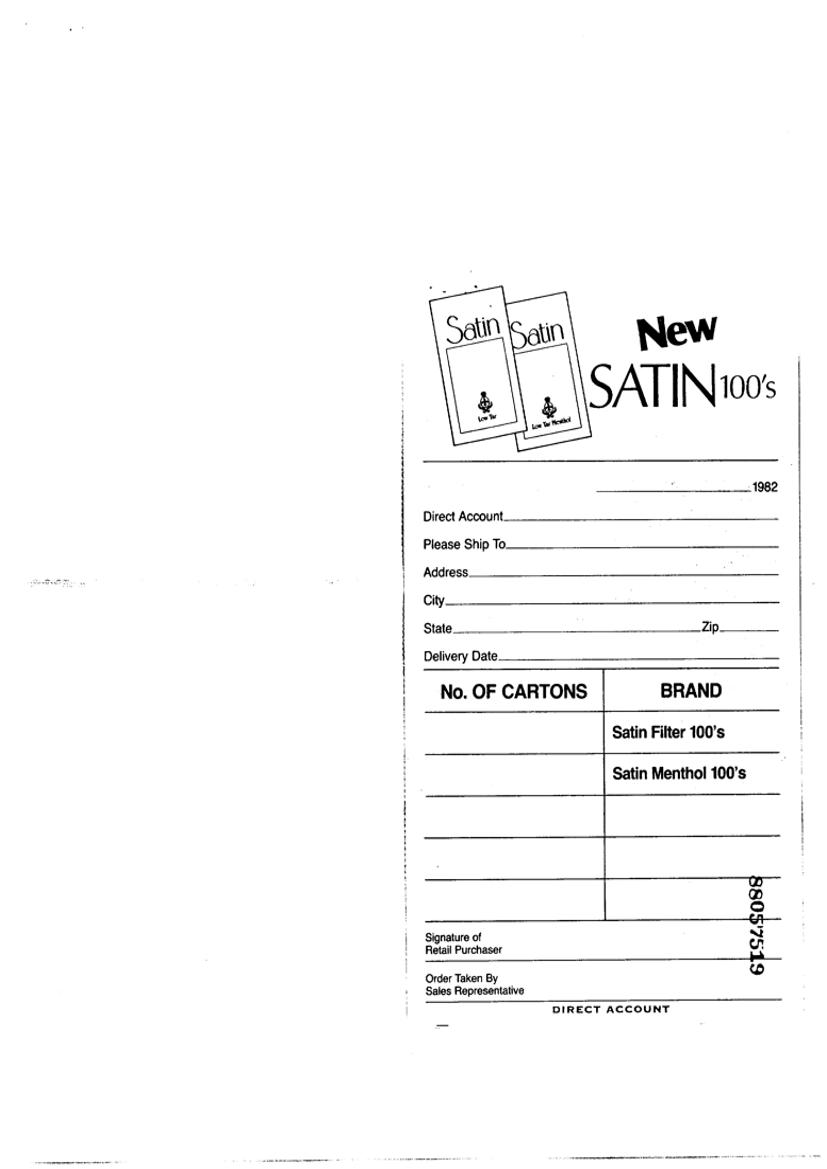 Satin
Low Tar
Satin
Low Tar Menthol
New
SATIN 100's
1982
Direct Account
Please Ship To
Address
City
State Zip
Delivery Date
No. OF CARTONS BRAND
Satin Filter 100's
Satin Menthol 100's
88057519
Signature of
Retail Purchaser
Order Taken By
Sales Representative
DIRECT ACCOUNT